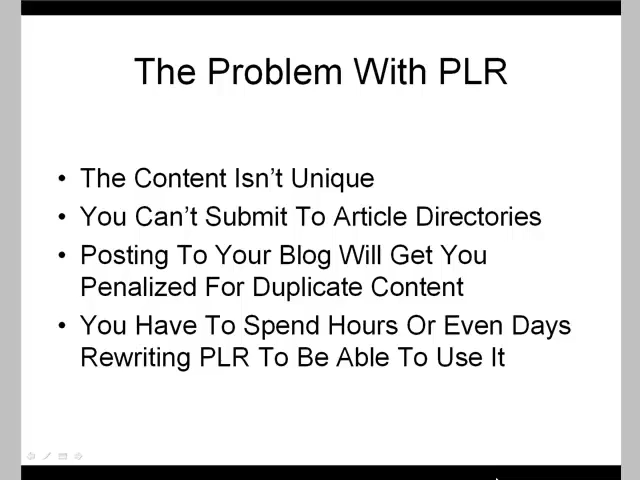 The Problem With PLR
• The Content Isn't Unique
• You Can't Submit To Article Directories
• Posting To Your Blog Will Get You
Penalized For Duplicate Content
• You Have To Spend Hours Or Even Days
Rewriting PLR To Be Able To Use It